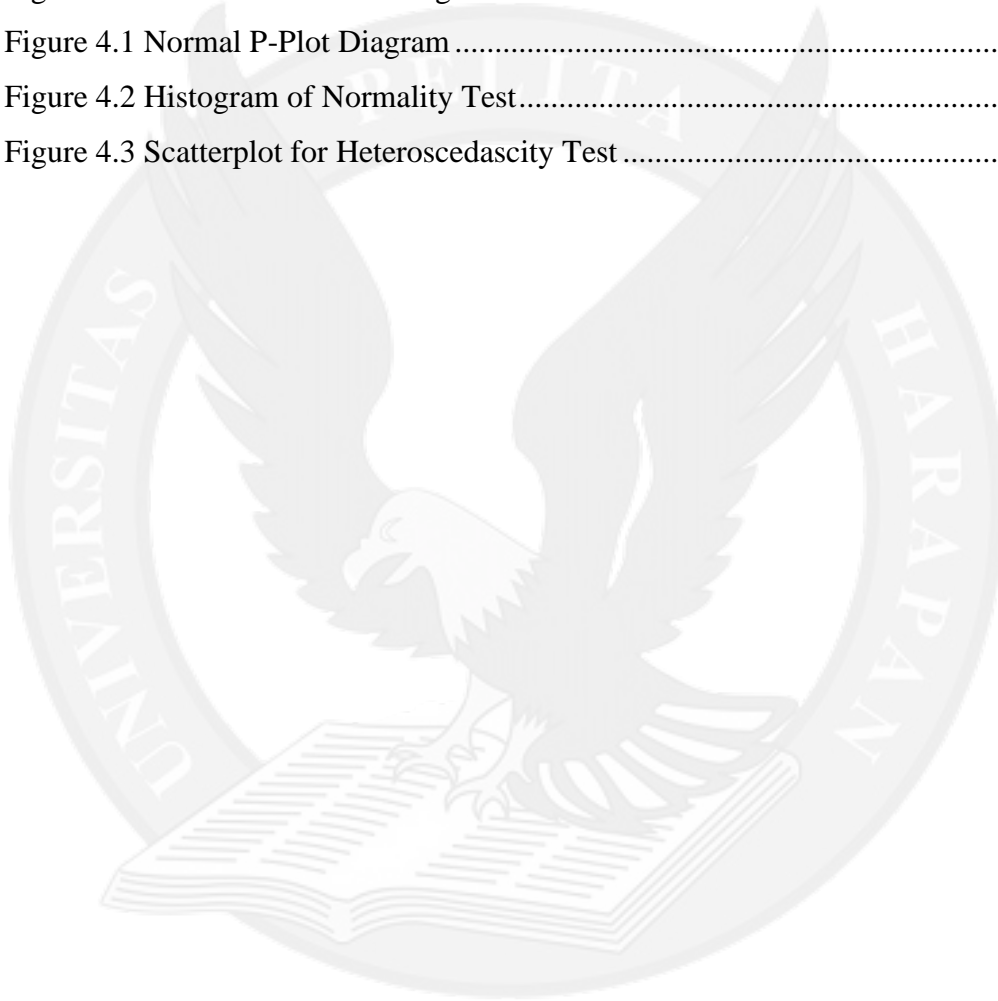 Figure 4.1 Normal P-Plot Diagram ........................................................................
Figure 4.2 Histogram of Normality Test ................................................................
Figure 4.3 Scatterplot for Heteroscedascity Test ...................................................
UNIVERSITAS PELITA HARAPAN